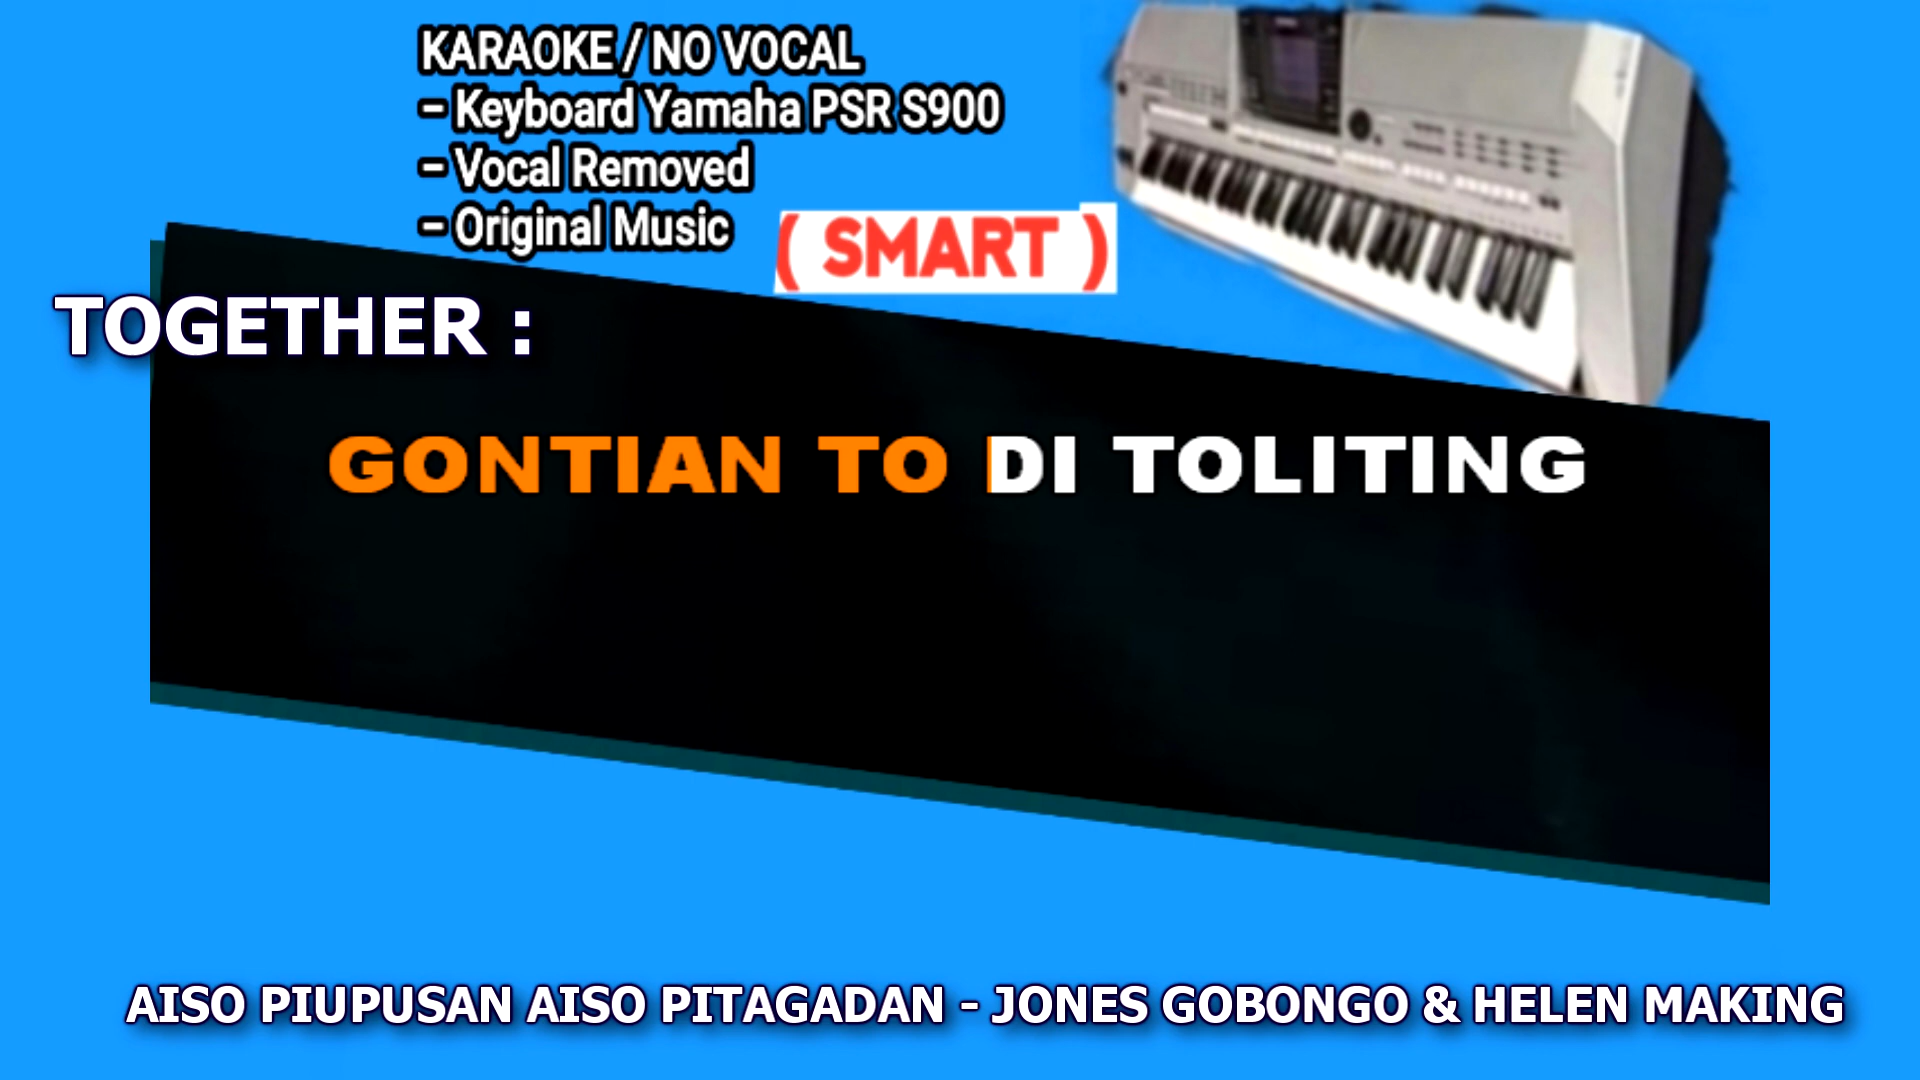 KARAOKE / NO VOCAL
- Keyboard Yamaha PSR S900
- Vocal Removed
- Original Music
( SMART )
TOGETHER :
GONTIAN TO DI TOLITING
AISO PIUPUSAN AISO PITAGADAN - JONES GOBONGO & HELEN MAKING